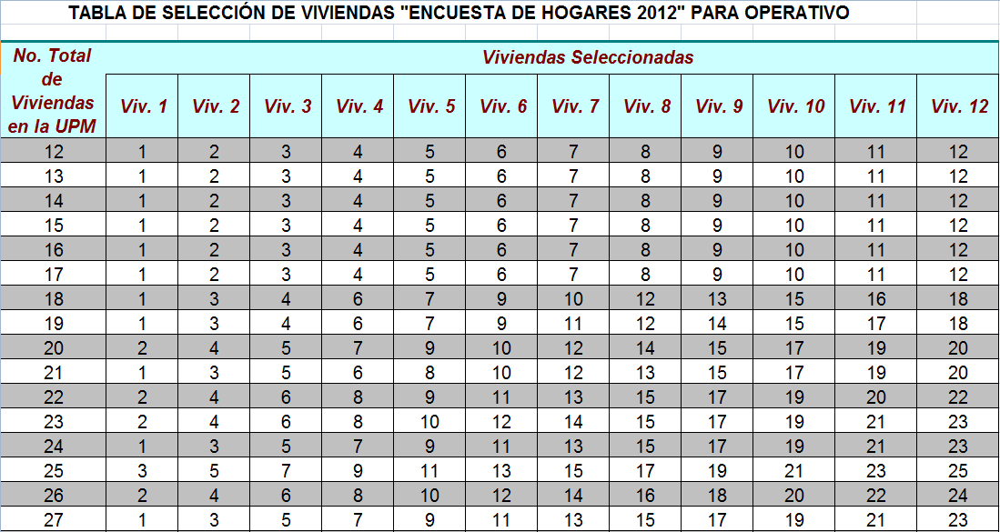 TABLA DE SELECCIÓN DE VIVIENDAS "ENCUESTA DE HOGARES 2012" PARA OPERATIVO
No. Total
de
Viviendas
en la UPM
Viviendas Seleccionadas
Viv. 1 Viv. 2 Viv. 3 Viv. 4 Viv. 5 Viv. 6 Viv. 7 Viv. 8 Viv. 9 Viv. 10 Viv. 11 Viv. 12
12 1 2 3 4 5 6 7 8 9 10 11 12
13 1 2 3 4 5 6 7 8 9 10 11 12
14 1 2 3 4 5 6 7 8 9 10 11 12
15 1 2 3 4 5 6 7 8 9 10 11 12
16 1 2 3 4 5 6 7 8 9 10 11 12
17 1 2 3 4 5 6 7 8 9 10 11 12
18 1 3 4 6 7 9 10 12 13 15 16 18
19 1 3 4 6 7 9 11 12 14 15 17 18
20 2 4 5 7 9 10 12 14 15 17 19 20
21 1 3 5 6 8 10 12 13 15 17 19 20
22 2 4 6 8 9 11 13 15 17 19 20 22
23 2 4 6 8 10 12 14 15 17 19 21 23
24 1 3 5 7 9 11 13 15 17 19 21 23
25 3 5 7 9 11 13 15 17 19 21 23 25
26 2 4 6 8 10 12 14 16 18 20 22 24
27 1 3 5 7 9 11 13 15 17 19 21 23